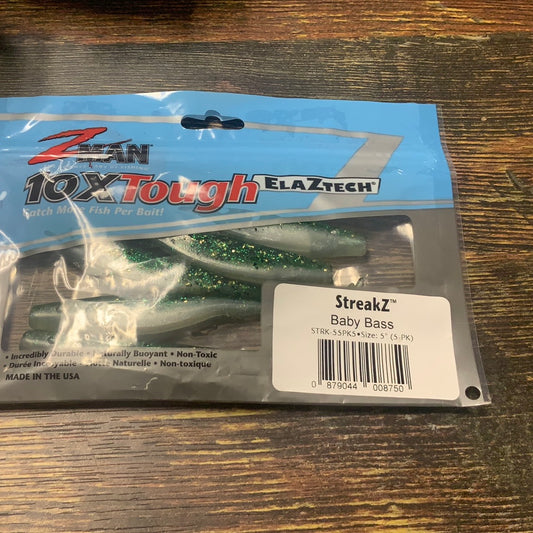 ZMAN
10XTough ELAZTECH®
Catch More Fish Per Bait!
StreakZ™
Baby Bass
STRK-55PK5•Size: 5" (5-PK)
0 879044 008750
• Incredibly Durable • Naturally Buoyant • Non-Toxic
• Durée Incroyable • Flotte Naturelle • Non-toxique
MADE IN THE USA